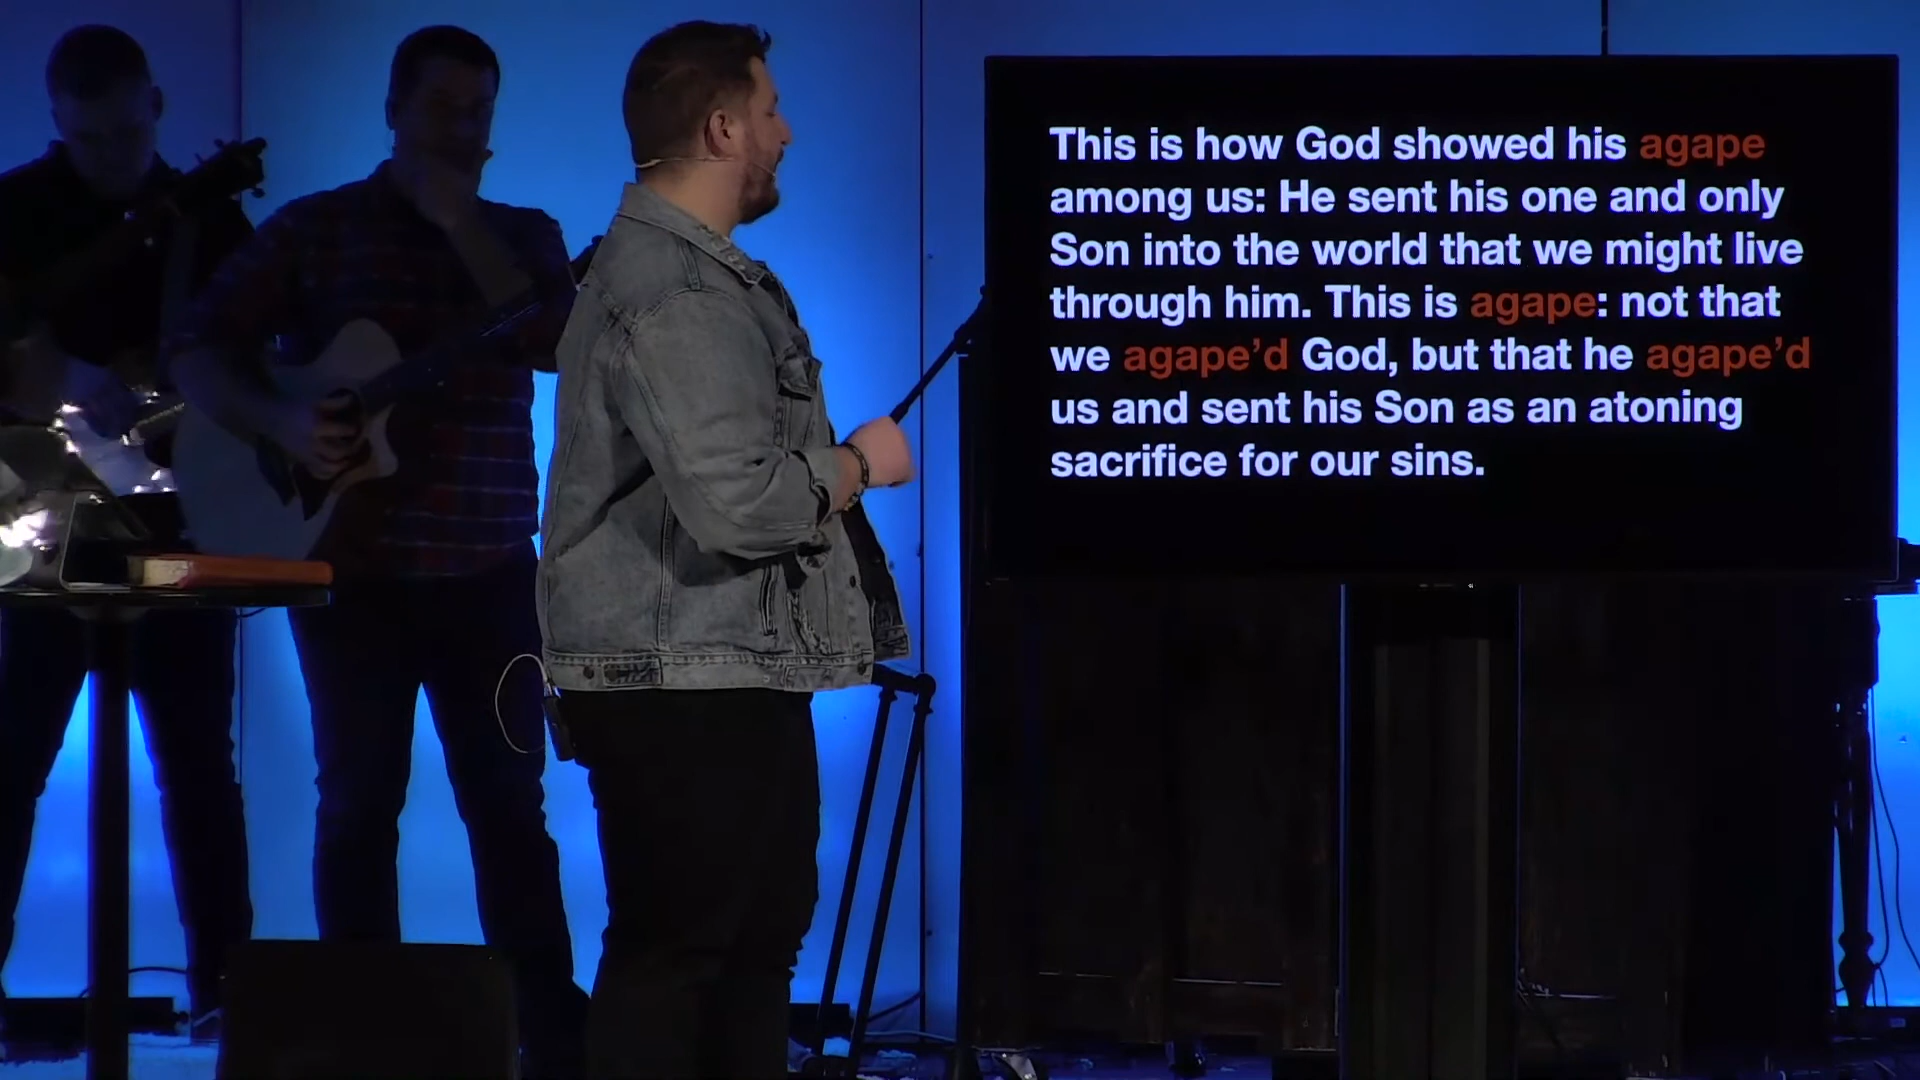 This is how God showed his agape
among us: He sent his one and only
Son into the world that we might live
through him. This is agape: not that
we agape’d God, but that he agape’d
us and sent his Son as an atoning
sacrifice for our sins.